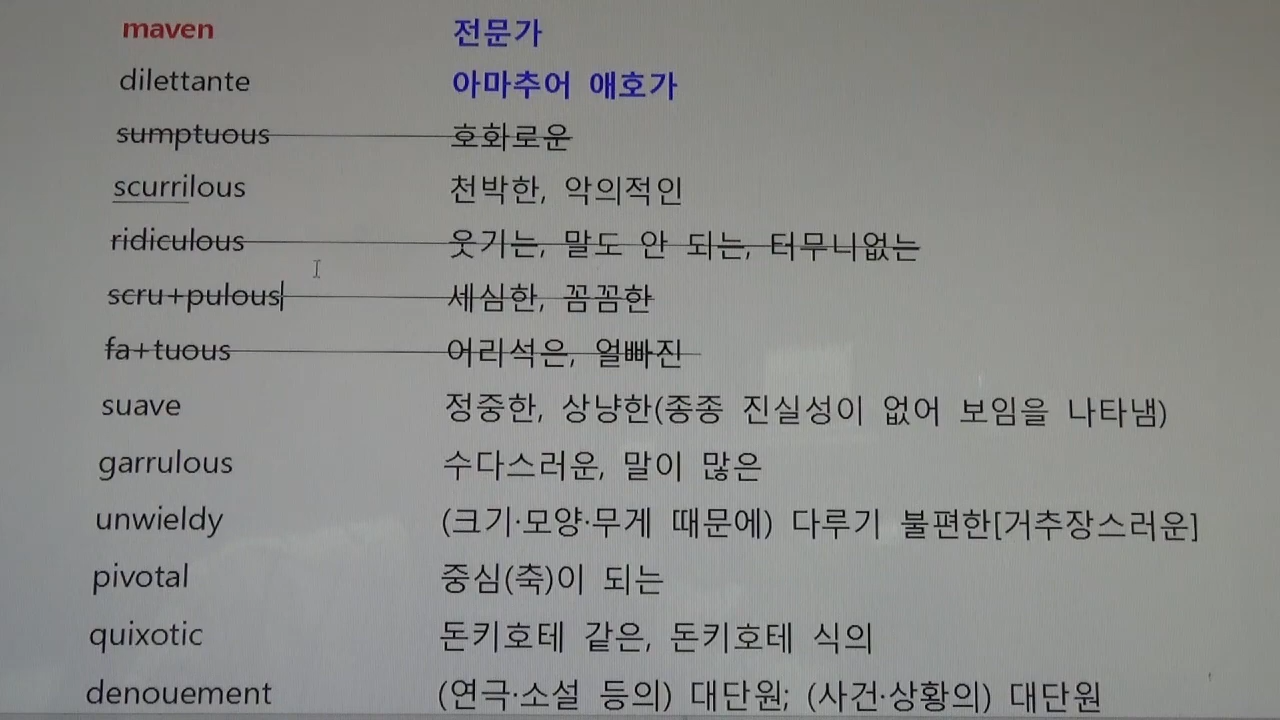 maven 전문가
dilettante 아마추어 애호가
sumptuous 호화로운
scurrilous 천박한, 악의적인
ridiculous 웃기는, 말도 안 되는, 터무니없는
scru+pulous 세심한, 꼼꼼한
fa+tuous 어리석은, 얼빠진
suave 정중한, 상냥한(종종 진실성이 없어 보임을 나타냄)
garrulous 수다스러운, 말이 많은
unwieldy (크기·모양·무게 때문에) 다루기 불편한[거추장스러운]
pivotal 중심(축)이 되는
quixotic 돈키호테 같은, 돈키호테 식의
denouement (연극·소설 등의) 대단원; (사건·상황의) 대단원